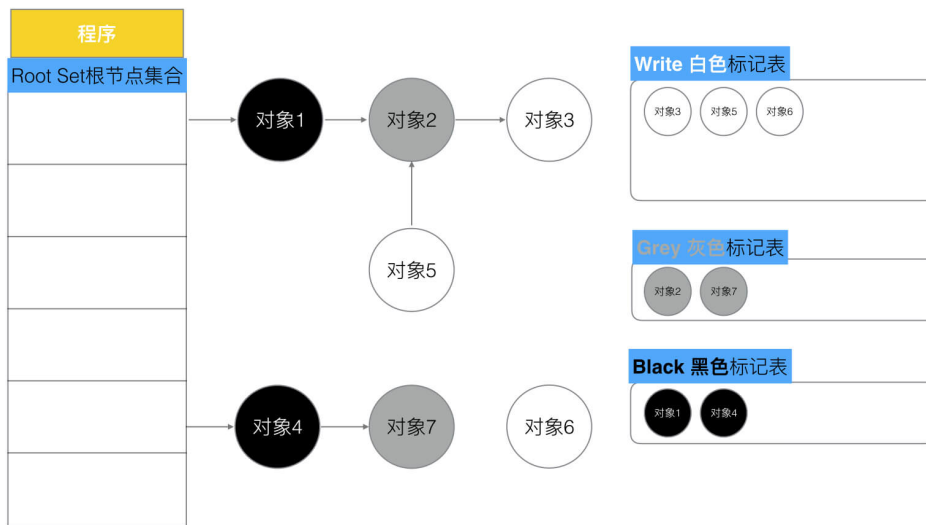 程序
Root Set根节点集合
对象1
对象2
对象3
对象5
对象4
对象7
对象6
Write 白色标记表
对象3
对象5
对象6
Grey 灰色标记表
对象2
对象7
Black 黑色标记表
对象1
对象4